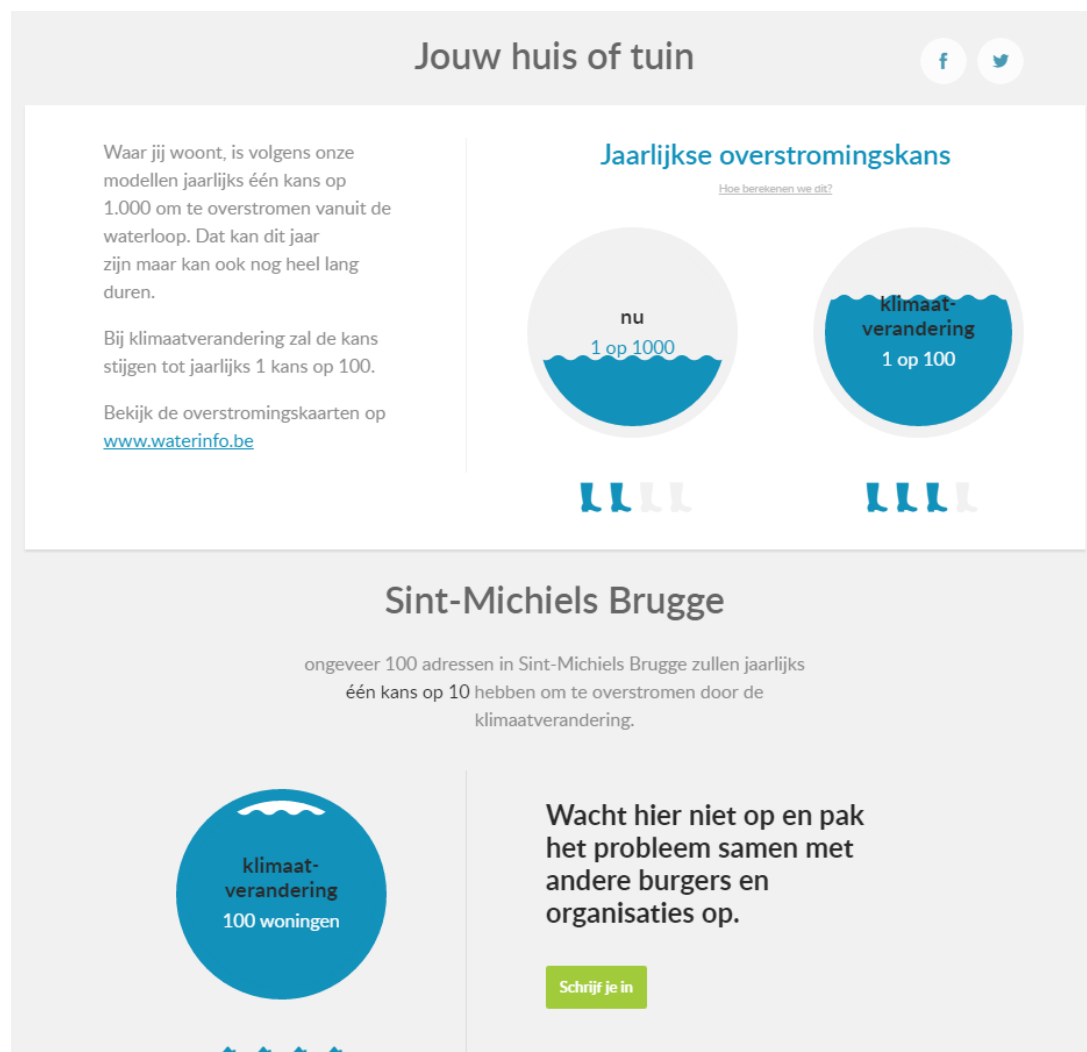 Jouw huis of tuin
Waar jij woont, is volgens onze
modellen jaarlijks één kans op
1.000 om te overstromen vanuit de
waterloop. Dat kan dit jaar
zijn maar kan ook nog heel lang
duren.
Bij klimaatverandering zal de kans
stijgen tot jaarlijks 1 kans op 100.
Bekijk de overstromingskaarten op
www.waterinfo.be
Jaarlijkse overstromingskans
Hoe berekenen we dit?
nu
1 op 1000
klimaat-
verandering
1 op 100
Sint-Michiels Brugge
ongeveer 100 adressen in Sint-Michiels Brugge zullen jaarlijks
één kans op 10 hebben om te overstromen door de
klimaatverandering.
klimaat-
verandering
100 woningen
Wacht hier niet op en pak
het probleem samen met
andere burgers en
organisaties op.
Schrijf je in